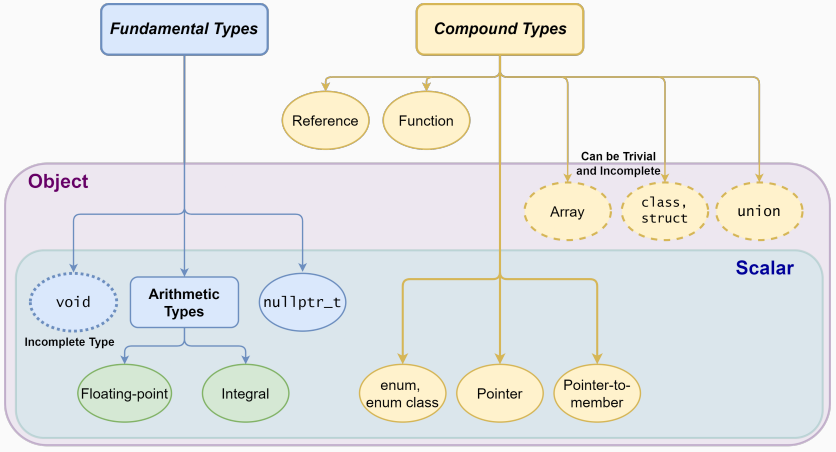 Fundamental Types
Compound Types
Reference
Function
Can be Trivial
and Incomplete
Object
Array
class,
struct
union
Scalar
void
Arithmetic
Types
nullptr_t
Incomplete Type
Floating-point
Integral
enum,
enum class
Pointer
Pointer-to-
member